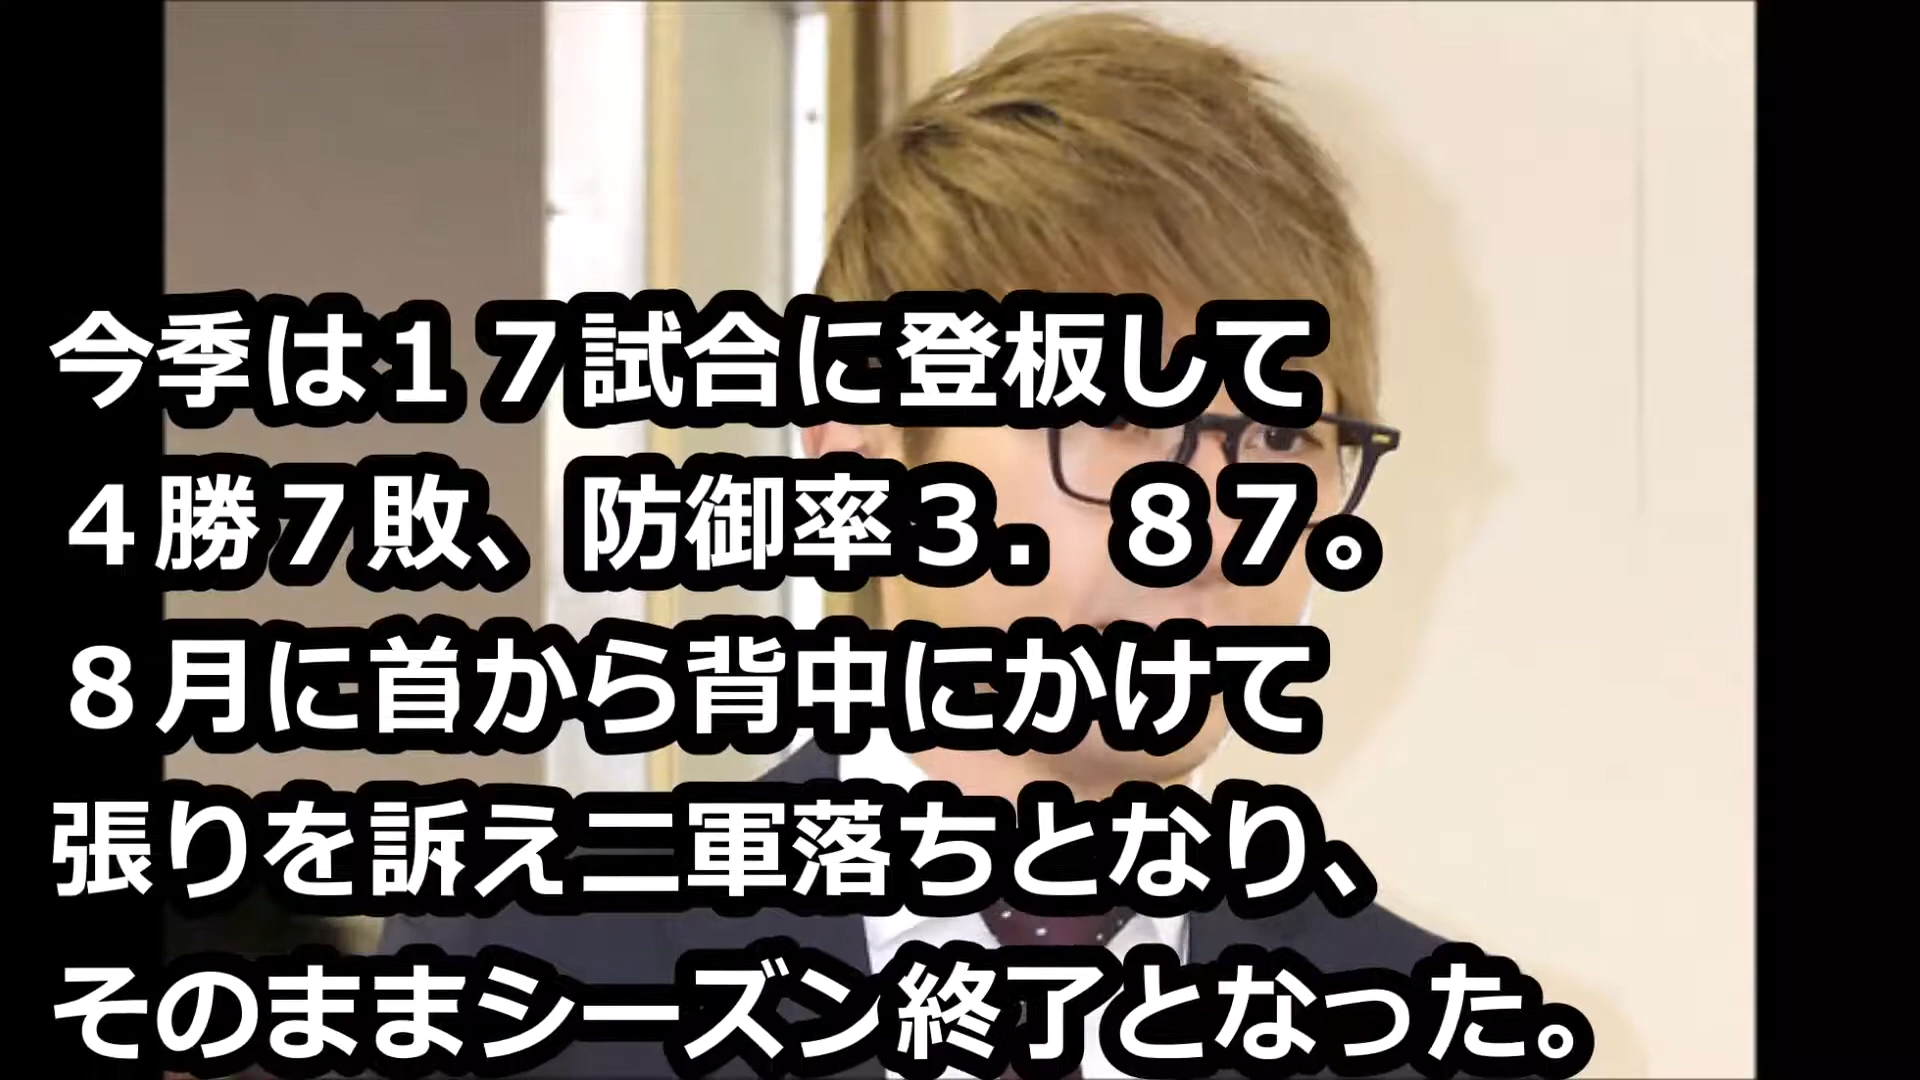 今季は１７試合に登板して
４勝７敗、防御率３．８７。
８月に首から背中にかけて
張りを訴え二軍落ちとなり、
そのままシーズン終了となった。